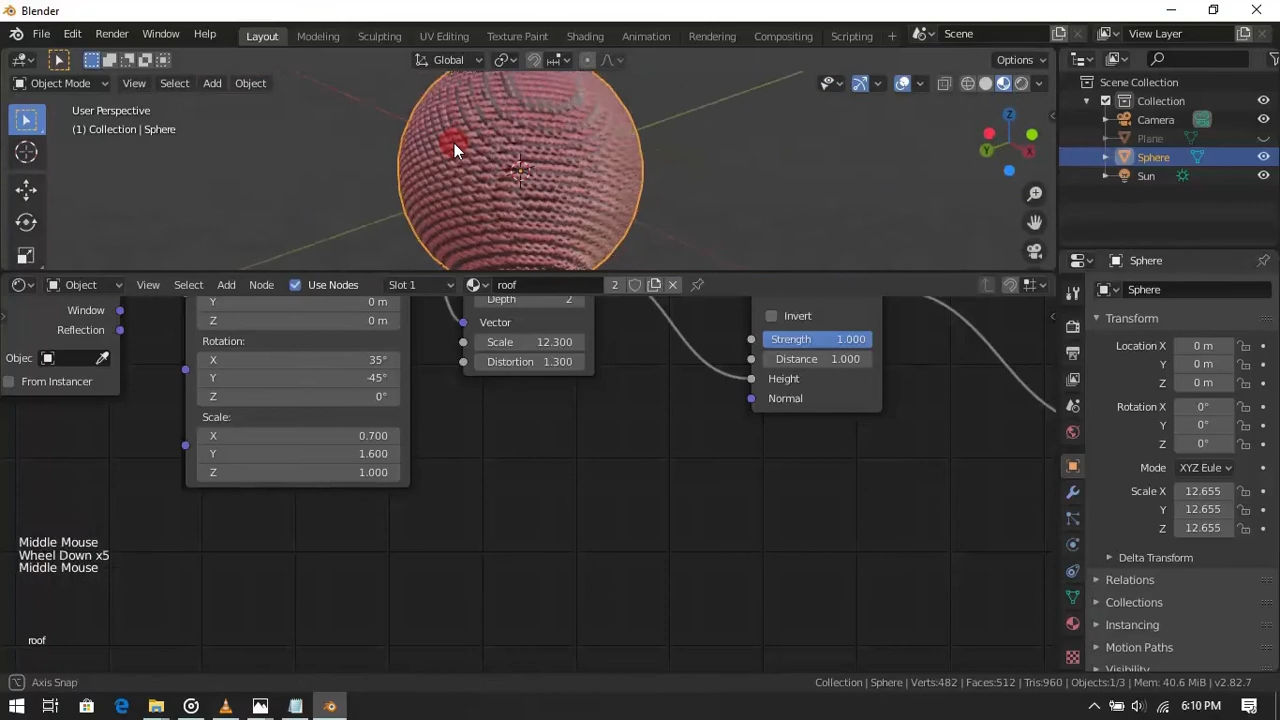 Blender
File Edit Render Window Help Layout Modeling Sculpting UV Editing Texture Paint Shading Animation Rendering Compositing Scripting + Scene View Layer
Global Options
Object Mode View Select Add Object
User Perspective
(1) Collection | Sphere
Z
Y
Scene Collection
Collection
Camera
Plane
Sphere
Sun
Object View Select Add Node Use Nodes Slot 1 roof 2
Window
Reflection
Objec
From Instancer
Y 0 m
Z 0 m
Rotation:
X 35°
Y -45°
Z 0°
Scale:
X 0.700
Y 1.600
Z 1.000
Depth 2
Vector
Scale 12.300
Distortion 1.300
Invert
Strength 1.000
Distance 1.000
Height
Normal
Sphere
Sphere
Transform
Location X 0 m
Y 0 m
Z 0 m
Rotation X 0°
Y 0°
Z 0°
Mode XYZ Eule
Scale X 12.655
Y 12.655
Z 12.655
Delta Transform
Relations
Collections
Instancing
Motion Paths
Visibility
Middle Mouse
Wheel Down x5
Middle Mouse
roof
Axis Snap
Collection | Sphere | Verts:482 | Faces:512 | Tris:960 | Objects:1/3 | Mem: 40.6 MiB | v2.82.7
6:10 PM